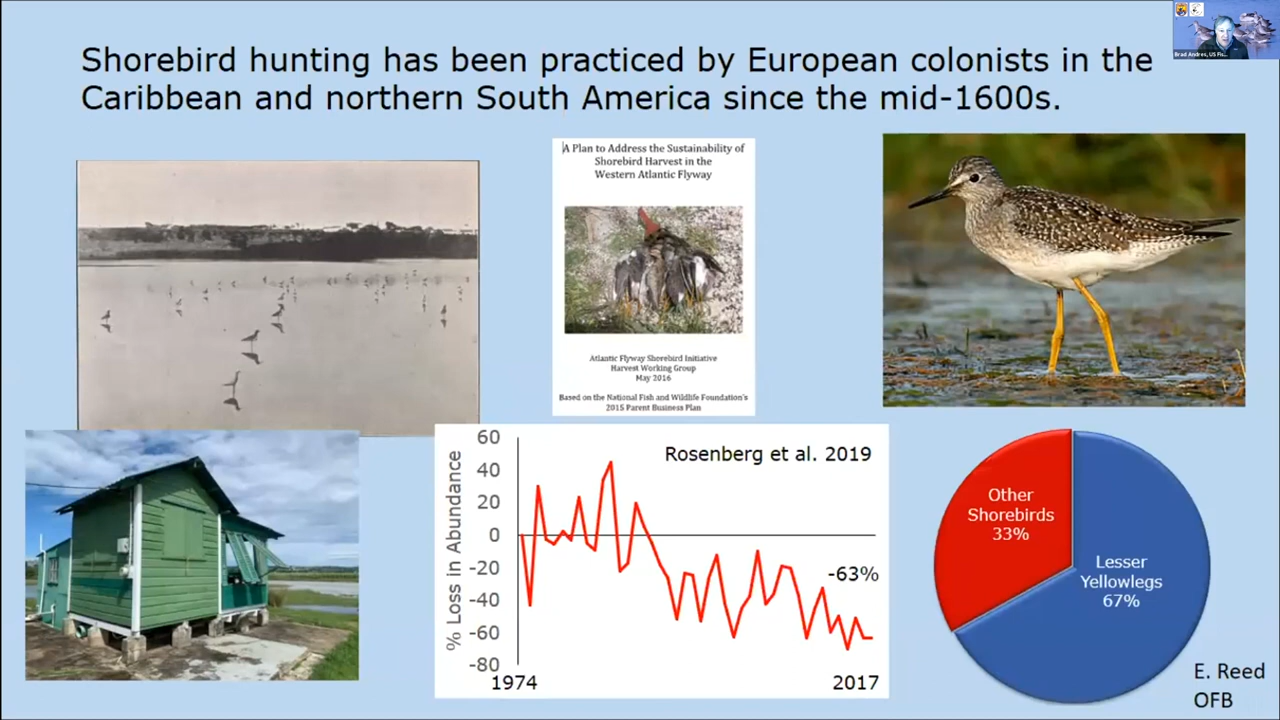 Shorebird hunting has been practiced by European colonists in the
Caribbean and northern South America since the mid-1600s.
Brad Andres, US Fis...
A Plan to Address the Sustainability of
Shorebird Harvest in the
Western Atlantic Flyway
Atlantic Flyway Shorebird Initiative
Harvest Working Group
May 2016
Based on the National Fish and Wildlife Foundation's
2015 Parent Business Plan
% Loss in Abundance
60
40
20
0
-20
-40
-60
-80
1974
2017
Rosenberg et al. 2019
-63%
Other
Shorebirds
33%
Lesser
Yellowlegs
67%
E. Reed
OFB